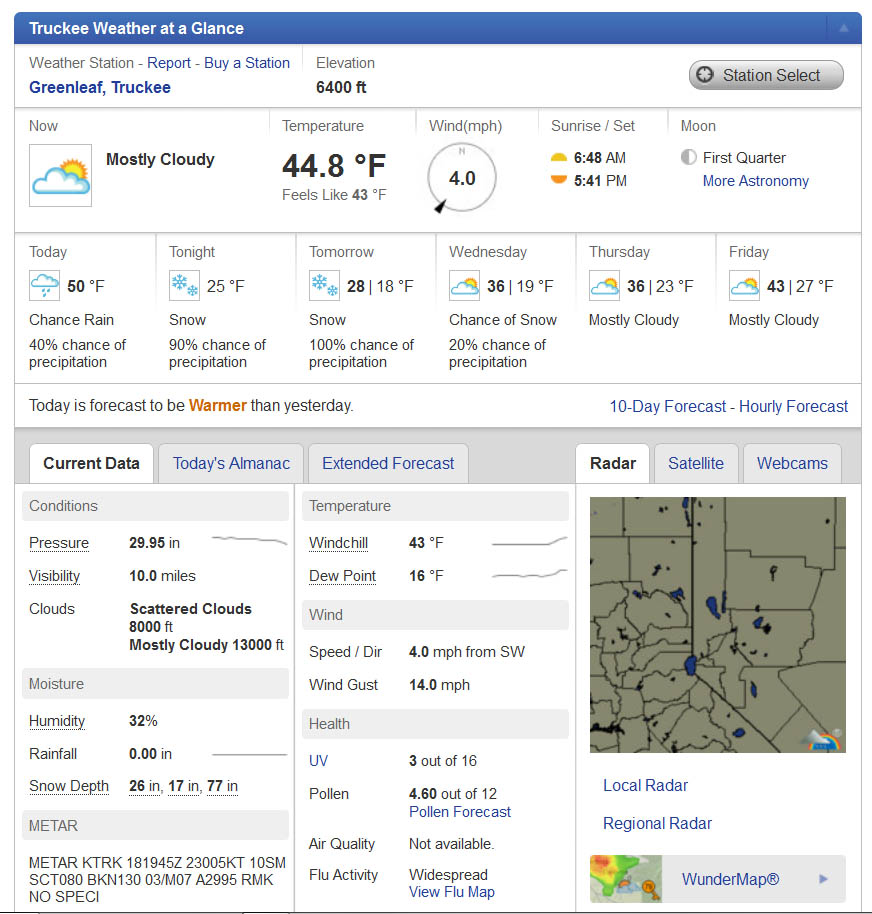 Truckee Weather at a Glance
Weather Station - Report - Buy a Station
Greenleaf, Truckee
Elevation
6400 ft
Station Select
Now
Mostly Cloudy
Temperature
44.8 °F
Feels Like 43 °F
Wind(mph)
N
4.0
Sunrise / Set
6:48 AM
5:41 PM
Moon
First Quarter
More Astronomy
Today
50 °F
Chance Rain
40% chance of
precipitation
Tonight
25 °F
Snow
90% chance of
precipitation
Tomorrow
28 | 18 °F
Snow
100% chance of
precipitation
Wednesday
36 | 19 °F
Chance of Snow
20% chance of
precipitation
Thursday
36 | 23 °F
Mostly Cloudy
Friday
43 | 27 °F
Mostly Cloudy
Today is forecast to be Warmer than yesterday.
10-Day Forecast - Hourly Forecast
Current Data
Today's Almanac
Extended Forecast
Radar
Satellite
Webcams
Conditions
Pressure 29.95 in
Visibility 10.0 miles
Clouds Scattered Clouds
8000 ft
Mostly Cloudy 13000 ft
Moisture
Humidity 32%
Rainfall 0.00 in
Snow Depth 26 in, 17 in, 77 in
METAR
METAR KTRK 181945Z 23005KT 10SM
SCT080 BKN130 03/M07 A2995 RMK
NO SPECI
Temperature
Windchill 43 °F
Dew Point 16 °F
Wind
Speed / Dir 4.0 mph from SW
Wind Gust 14.0 mph
Health
UV 3 out of 16
Pollen 4.60 out of 12
Pollen Forecast
Air Quality Not available.
Flu Activity Widespread
View Flu Map
Local Radar
Regional Radar
WunderMap®